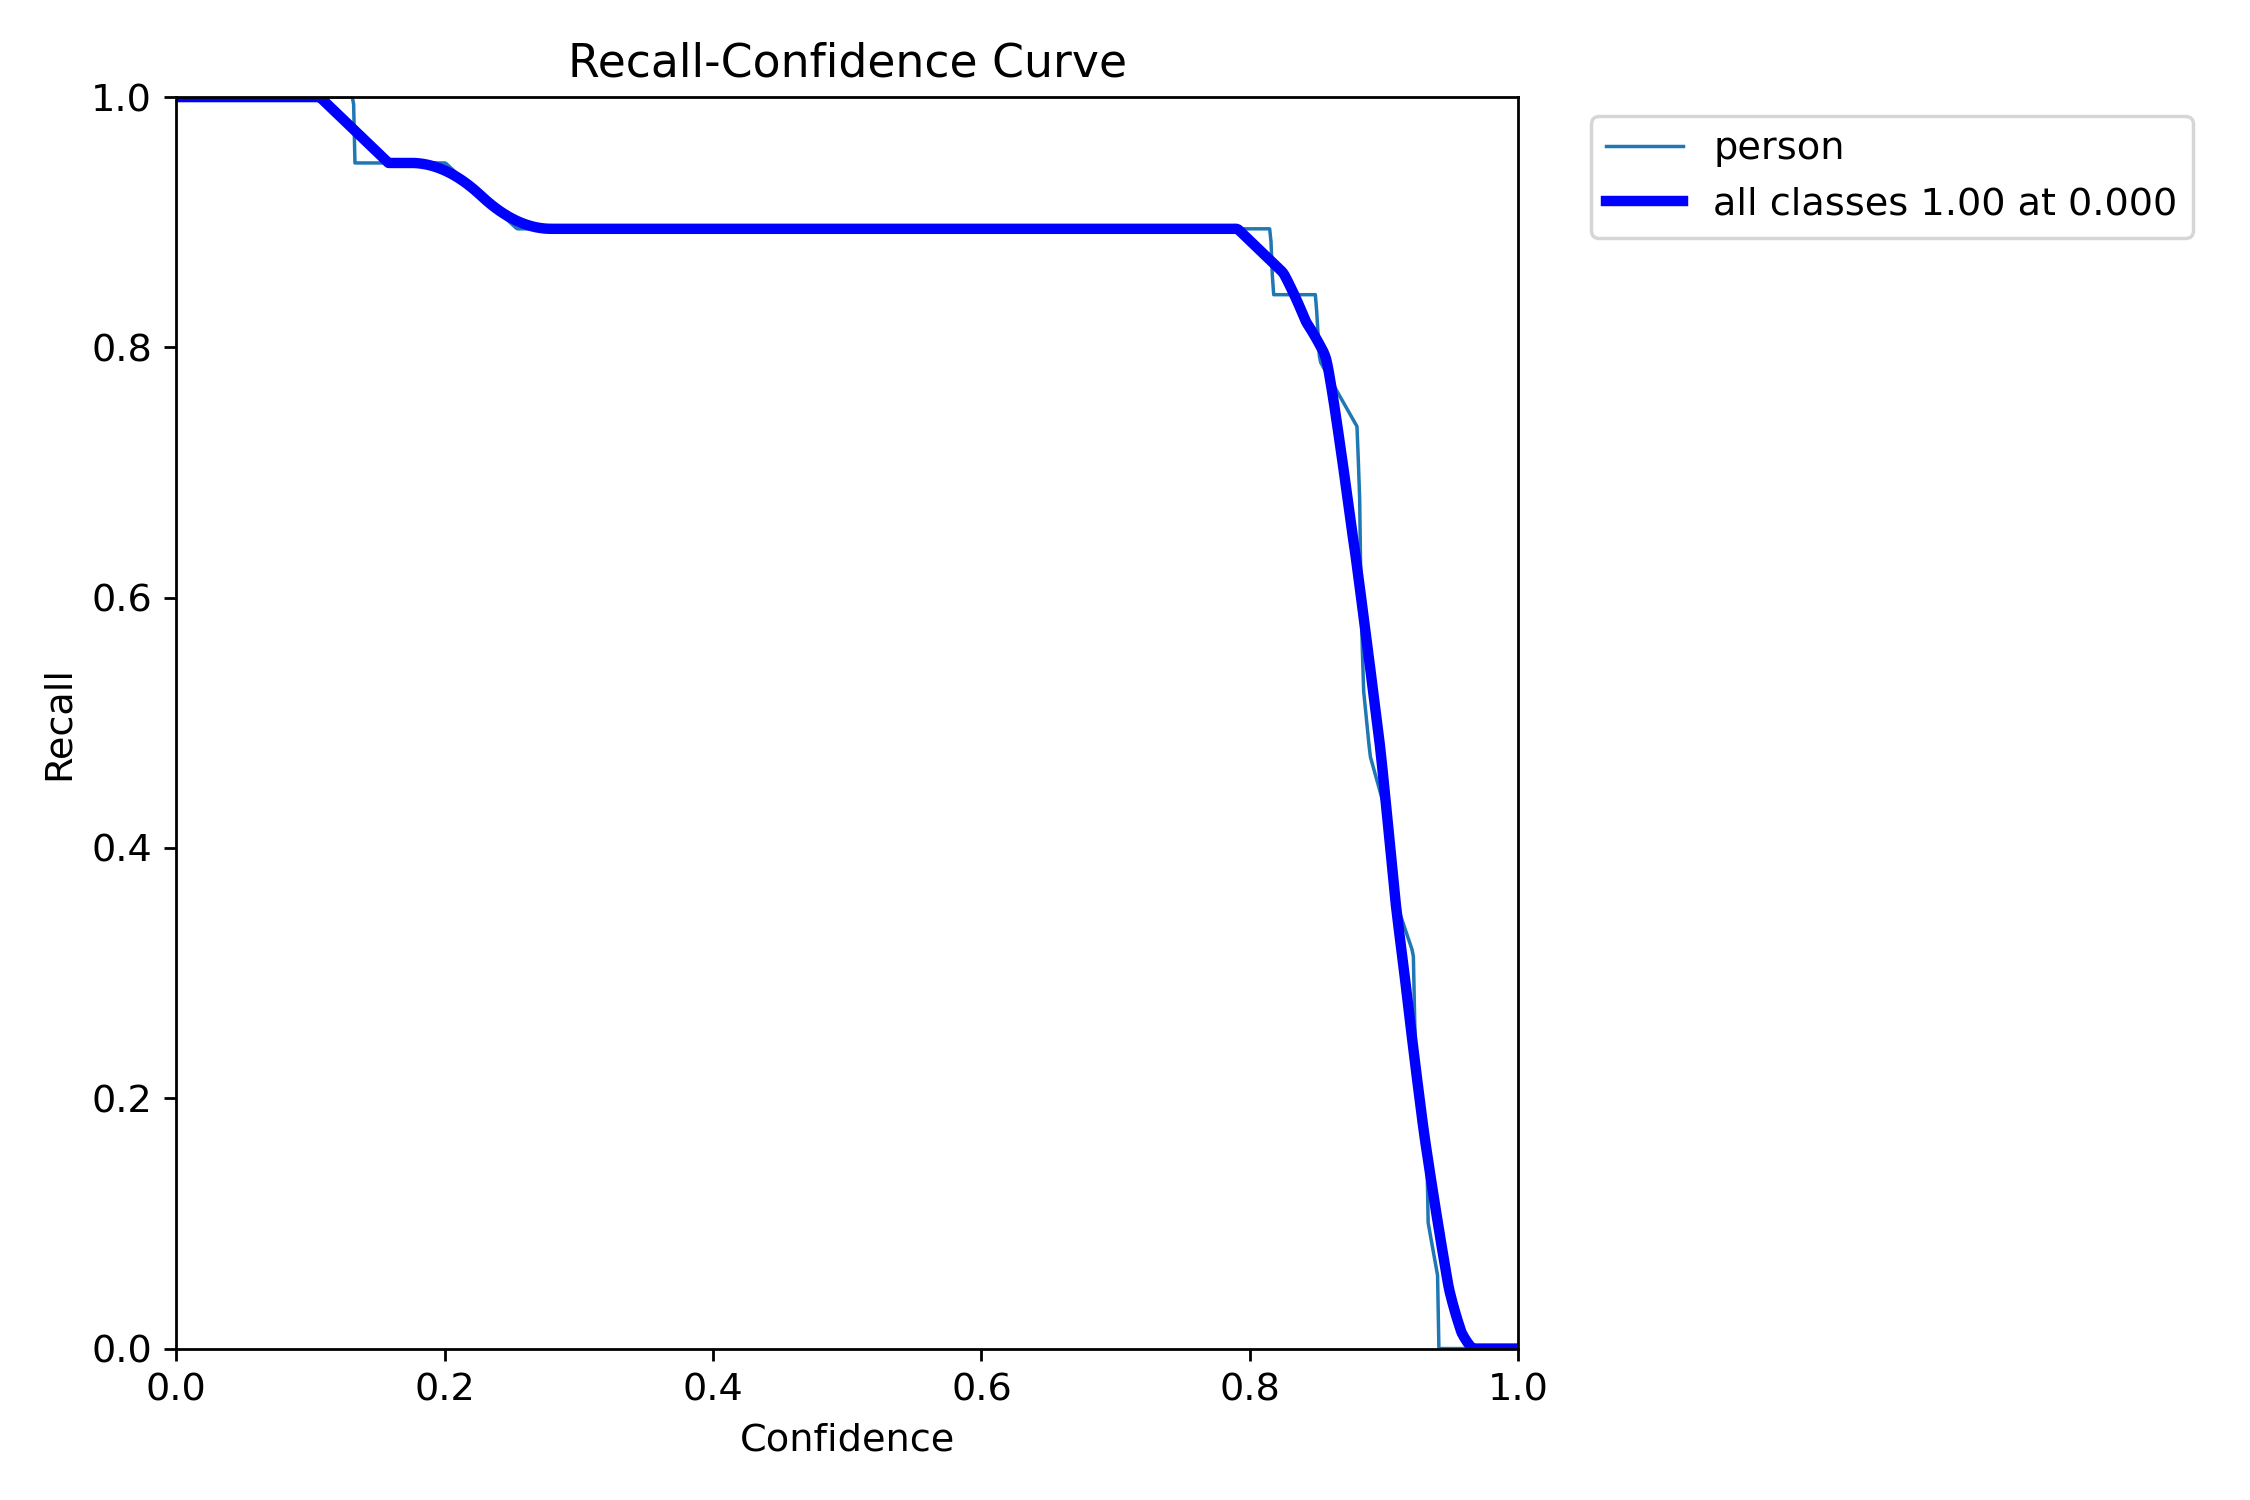 Recall-Confidence Curve
1.0
0.8
0.6
0.4
0.2
0.0
Recall
0.0 0.2 0.4 0.6 0.8 1.0
Confidence
person
all classes 1.00 at 0.000